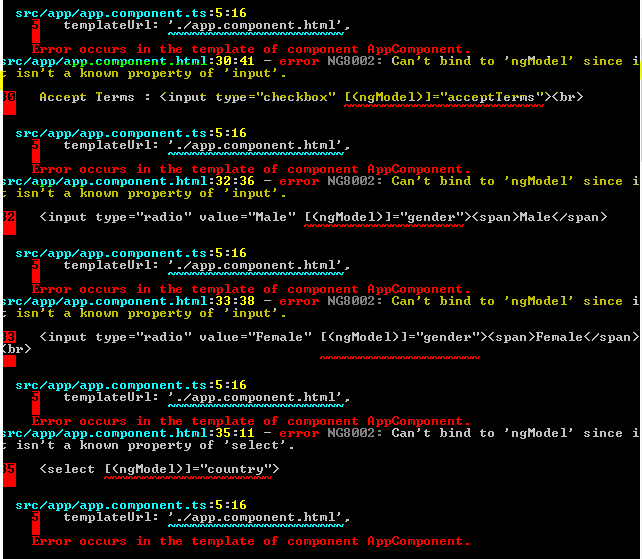 src/app/app.component.ts:5:16
5 templateUrl: './app.component.html',
Error occurs in the template of component AppComponent.
src/app/app.component.html:30:41 - error NG8002: Can't bind to 'ngModel' since i
t isn't a known property of 'input'.
30 Accept Terms : <input type="checkbox" [(ngModel)]="acceptTerms"><br>
src/app/app.component.ts:5:16
5 templateUrl: './app.component.html',
Error occurs in the template of component AppComponent.
src/app/app.component.html:32:36 - error NG8002: Can't bind to 'ngModel' since i
t isn't a known property of 'input'.
32 <input type="radio" value="Male" [(ngModel)]="gender"><span>Male</span>
src/app/app.component.ts:5:16
5 templateUrl: './app.component.html',
Error occurs in the template of component AppComponent.
src/app/app.component.html:33:38 - error NG8002: Can't bind to 'ngModel' since i
t isn't a known property of 'input'.
33 <input type="radio" value="Female" [(ngModel)]="gender"><span>Female</span>
<br>
src/app/app.component.ts:5:16
5 templateUrl: './app.component.html',
Error occurs in the template of component AppComponent.
src/app/app.component.html:35:11 - error NG8002: Can't bind to 'ngModel' since i
t isn't a known property of 'select'.
35 <select [(ngModel)]="country">
src/app/app.component.ts:5:16
5 templateUrl: './app.component.html',
Error occurs in the template of component AppComponent.